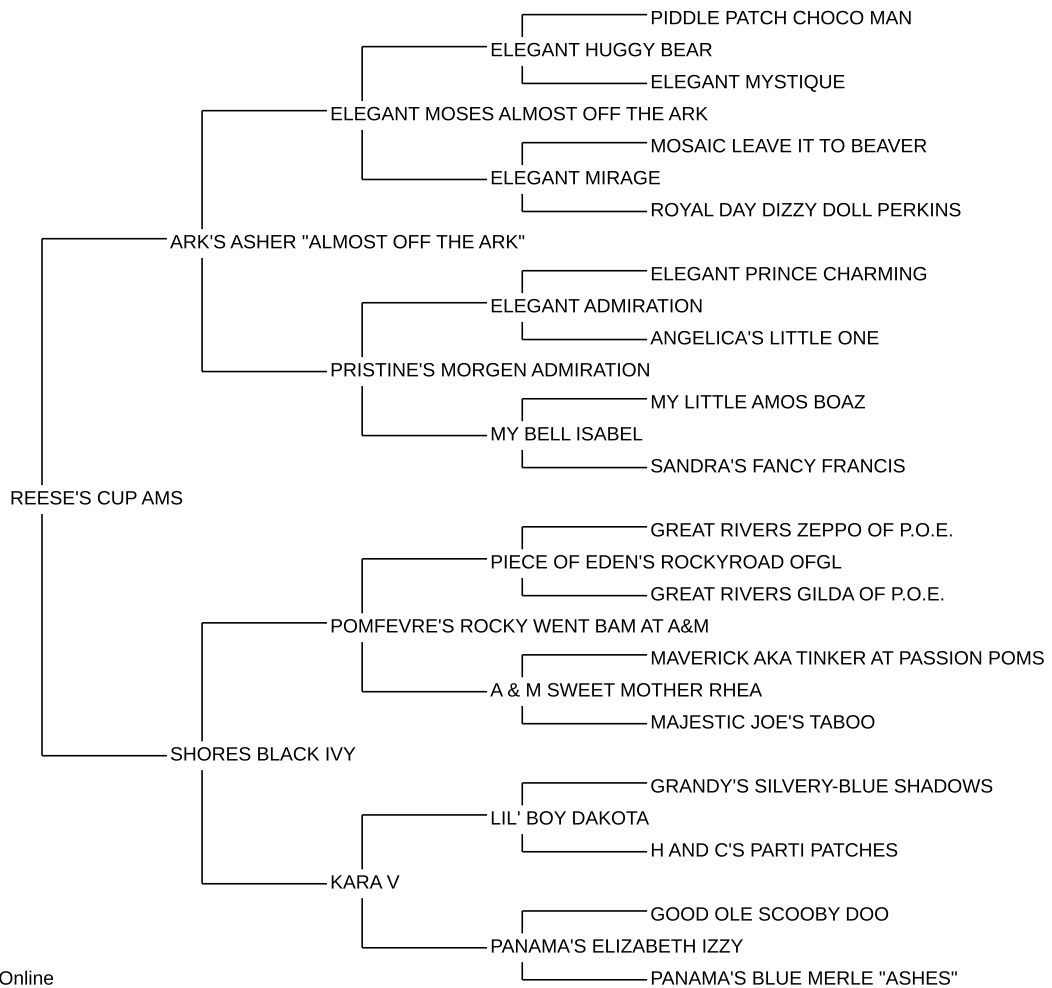 PIDDLE PATCH CHOCO MAN
ELEGANT HUGGY BEAR
ELEGANT MYSTIQUE
ELEGANT MOSES ALMOST OFF THE ARK
MOSAIC LEAVE IT TO BEAVER
ELEGANT MIRAGE
ROYAL DAY DIZZY DOLL PERKINS
ARK'S ASHER "ALMOST OFF THE ARK"
ELEGANT PRINCE CHARMING
ELEGANT ADMIRATION
ANGELICA'S LITTLE ONE
PRISTINE'S MORGEN ADMIRATION
MY LITTLE AMOS BOAZ
MY BELL ISABEL
SANDRA'S FANCY FRANCIS
REESE'S CUP AMS
GREAT RIVERS ZEPPO OF P.O.E.
PIECE OF EDEN'S ROCKYROAD OFGL
GREAT RIVERS GILDA OF P.O.E.
POMFEVRE'S ROCKY WENT BAM AT A&M
MAVERICK AKA TINKER AT PASSION POMS
A & M SWEET MOTHER RHEA
MAJESTIC JOE'S TABOO
SHORES BLACK IVY
GRANDY'S SILVERY-BLUE SHADOWS
LIL' BOY DAKOTA
H AND C'S PARTI PATCHES
KARA V
GOOD OLE SCOOBY DOO
PANAMA'S ELIZABETH IZZY
PANAMA'S BLUE MERLE "ASHES"
Online